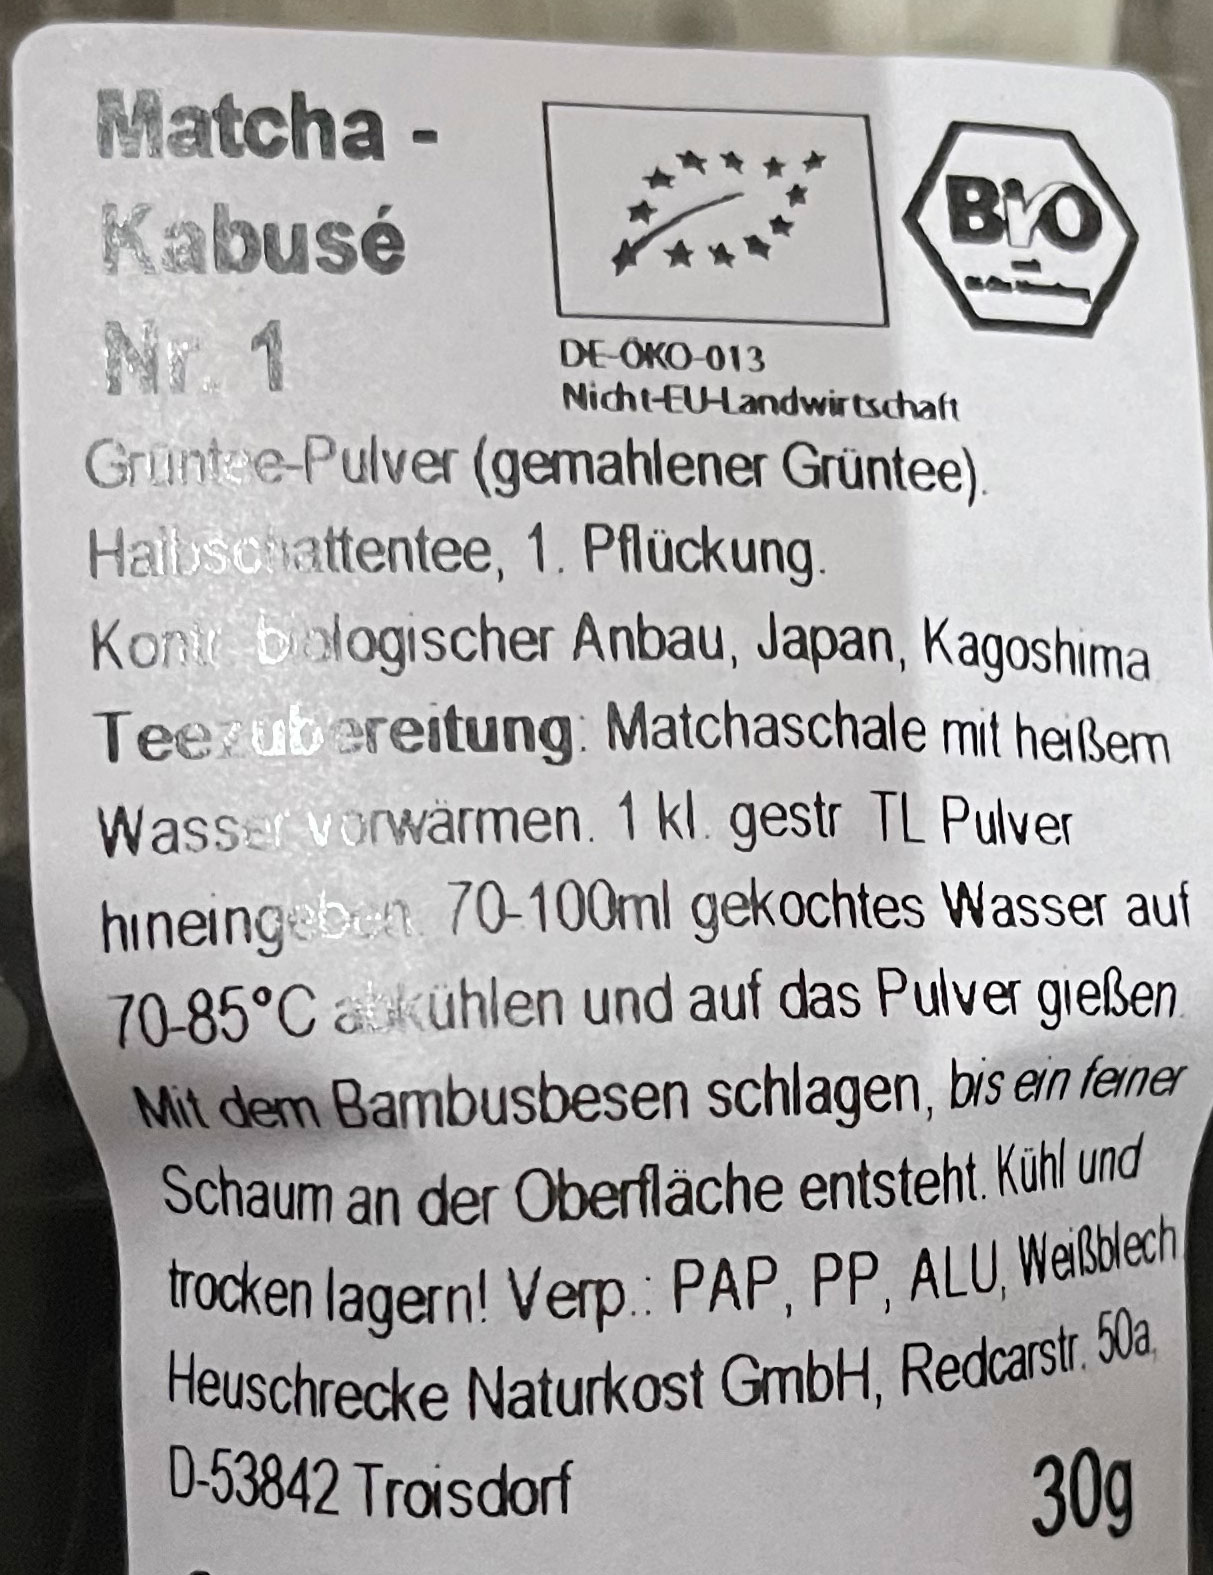 Matcha -
Kabusé
Nr. 1
BIO
DE-ÖKO-013
Nicht-EU-Landwirtschaft
Grüntee-Pulver (gemahlener Grüntee).
Halbschattentee, 1. Pflückung.
Kontr. biologischer Anbau, Japan, Kagoshima
Teezubereitung: Matchaschale mit heißem
Wasser vorwärmen. 1 kl. gestr TL Pulver
hineingeben. 70-100ml gekochtes Wasser auf
70-85°C abkühlen und auf das Pulver gießen.
Mit dem Bambusbesen schlagen, bis ein feiner
Schaum an der Oberfläche entsteht. Kühl und
trocken lagern! Verp.: PAP, PP, ALU, Weißblech
Heuschrecke Naturkost GmbH, Redcarstr. 50a,
D-53842 Troisdorf
30g